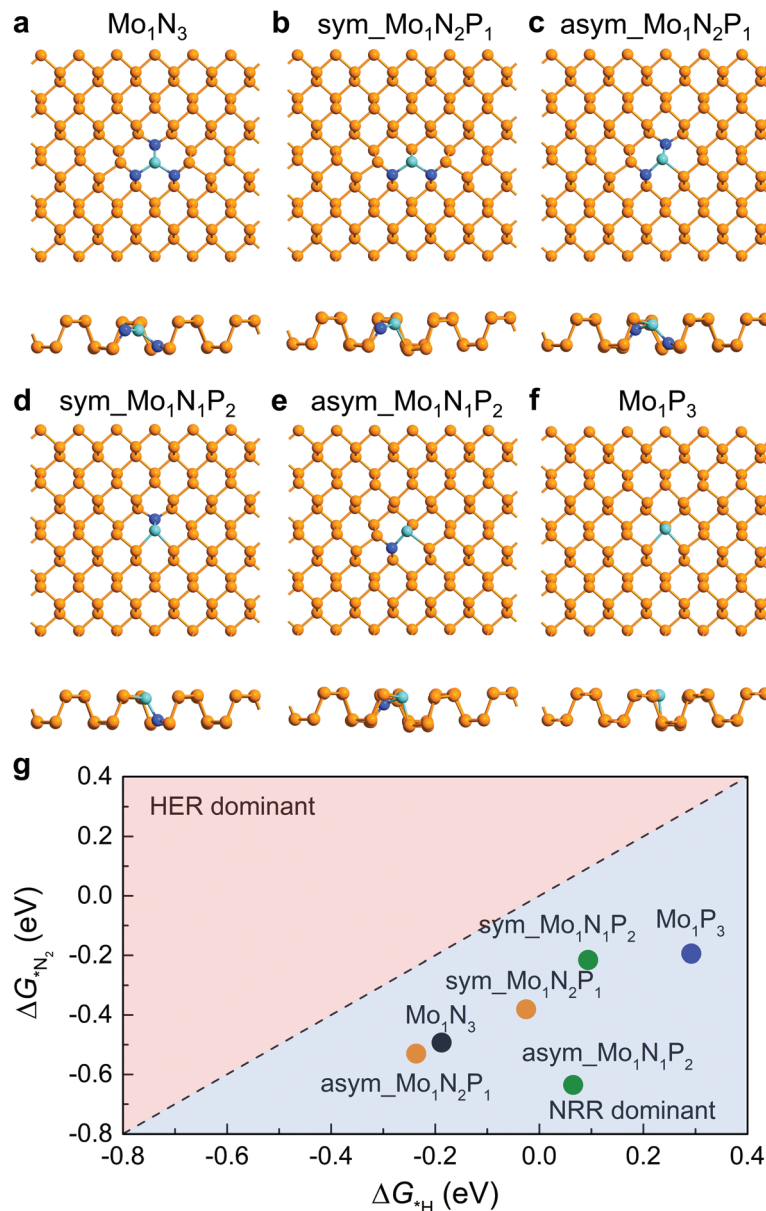 a Mo₁N₃
b sym_Mo₁N₂P₁
c asym_Mo₁N₂P₁
d sym_Mo₁N₁P₂
e asym_Mo₁N₁P₂
f Mo₁P₃
g
HER dominant
sym_Mo₁N₁P₂
Mo₁P₃
sym_Mo₁N₂P₁
Mo₁N₃
asym_Mo₁N₂P₁
asym_Mo₁N₁P₂
NRR dominant
ΔG*N₂ (eV)
0.4
0.2
0.0
-0.2
-0.4
-0.6
-0.8
-0.8 -0.6 -0.4 -0.2 0.0 0.2 0.4
ΔG*H (eV)